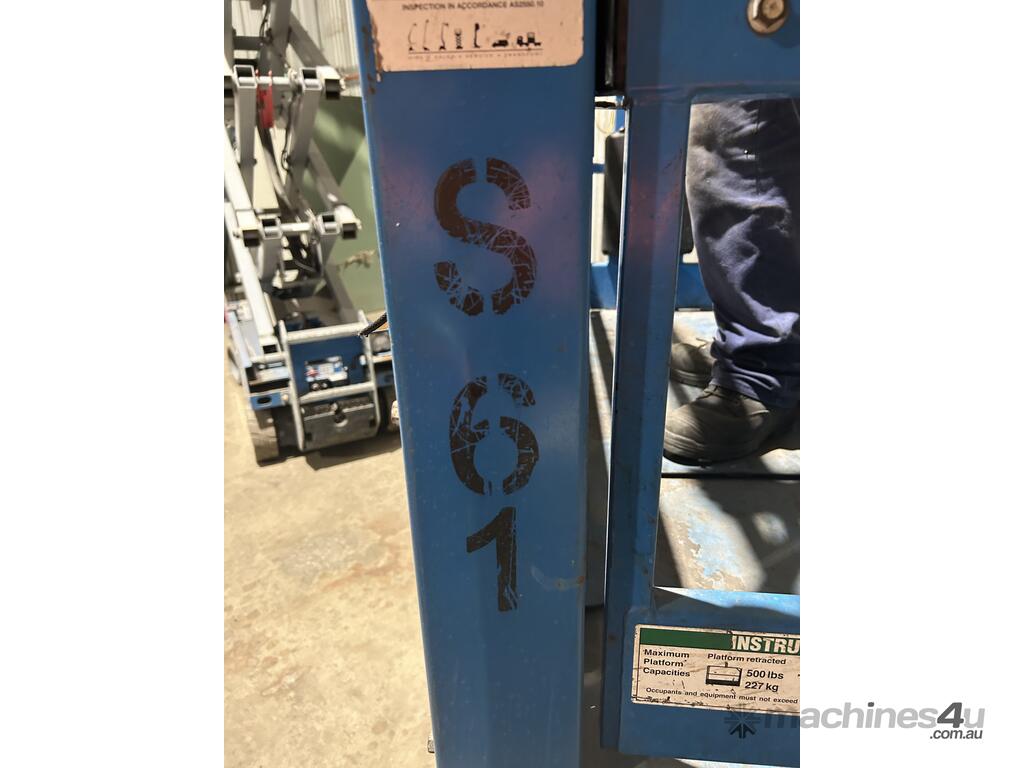 INSPECTION IN ACCORDANCE AS2550.10
S
6
1
INSTRU
Maximum
Platform
Capacities
Platform retracted
500 lbs
227 kg
Occupants and equipment must not exceed
machines4u
.com.au